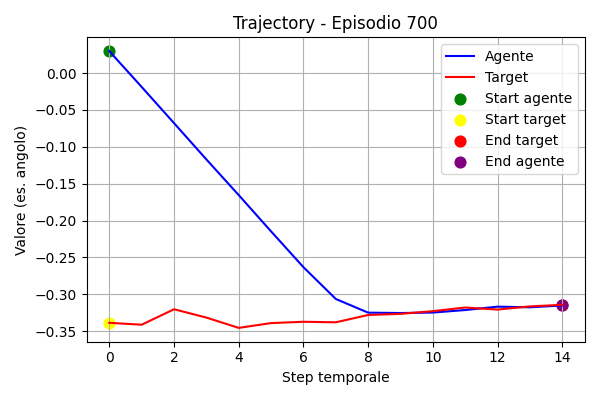 Trajectory - Episodio 700
Agente
Target
Start agente
Start target
End target
End agente
Valore (es. angolo)
0.00
−0.05
−0.10
−0.15
−0.20
−0.25
−0.30
−0.35
0 2 4 6 8 10 12 14
Step temporale